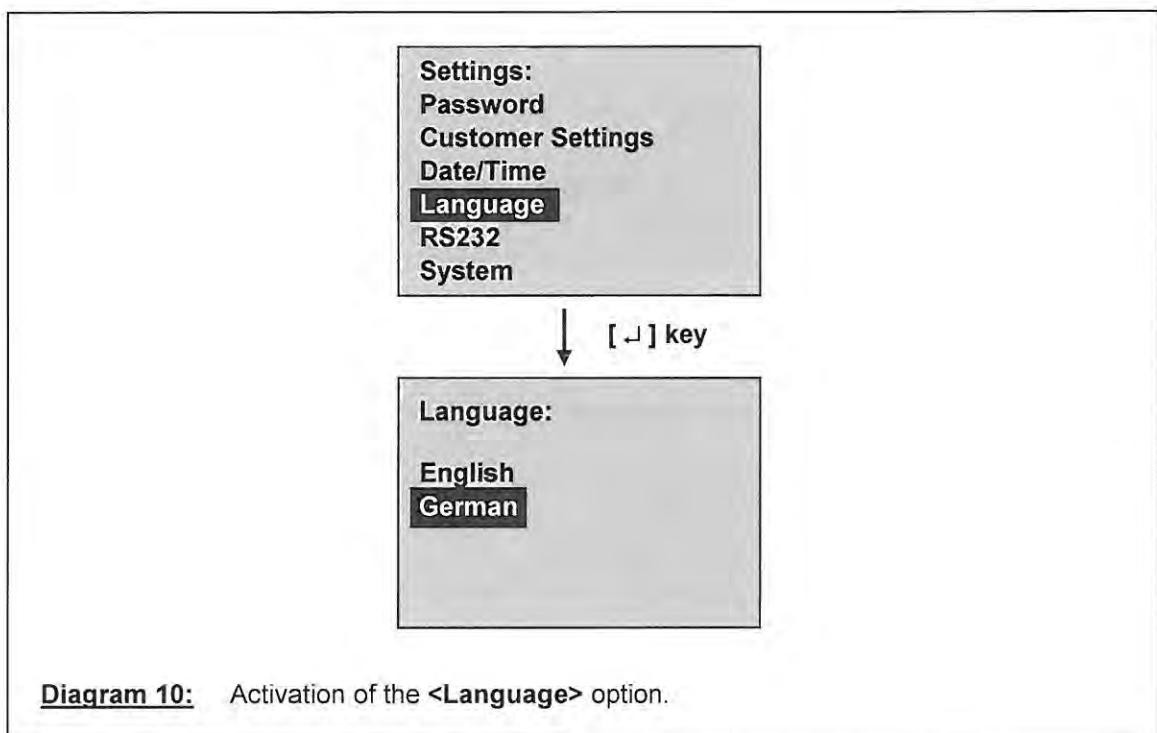 Settings:
Password
Customer Settings
Date/Time
Language
RS232
System
[ ↵ ] key
Language:
English
German
Diagram 10: Activation of the <Language> option.